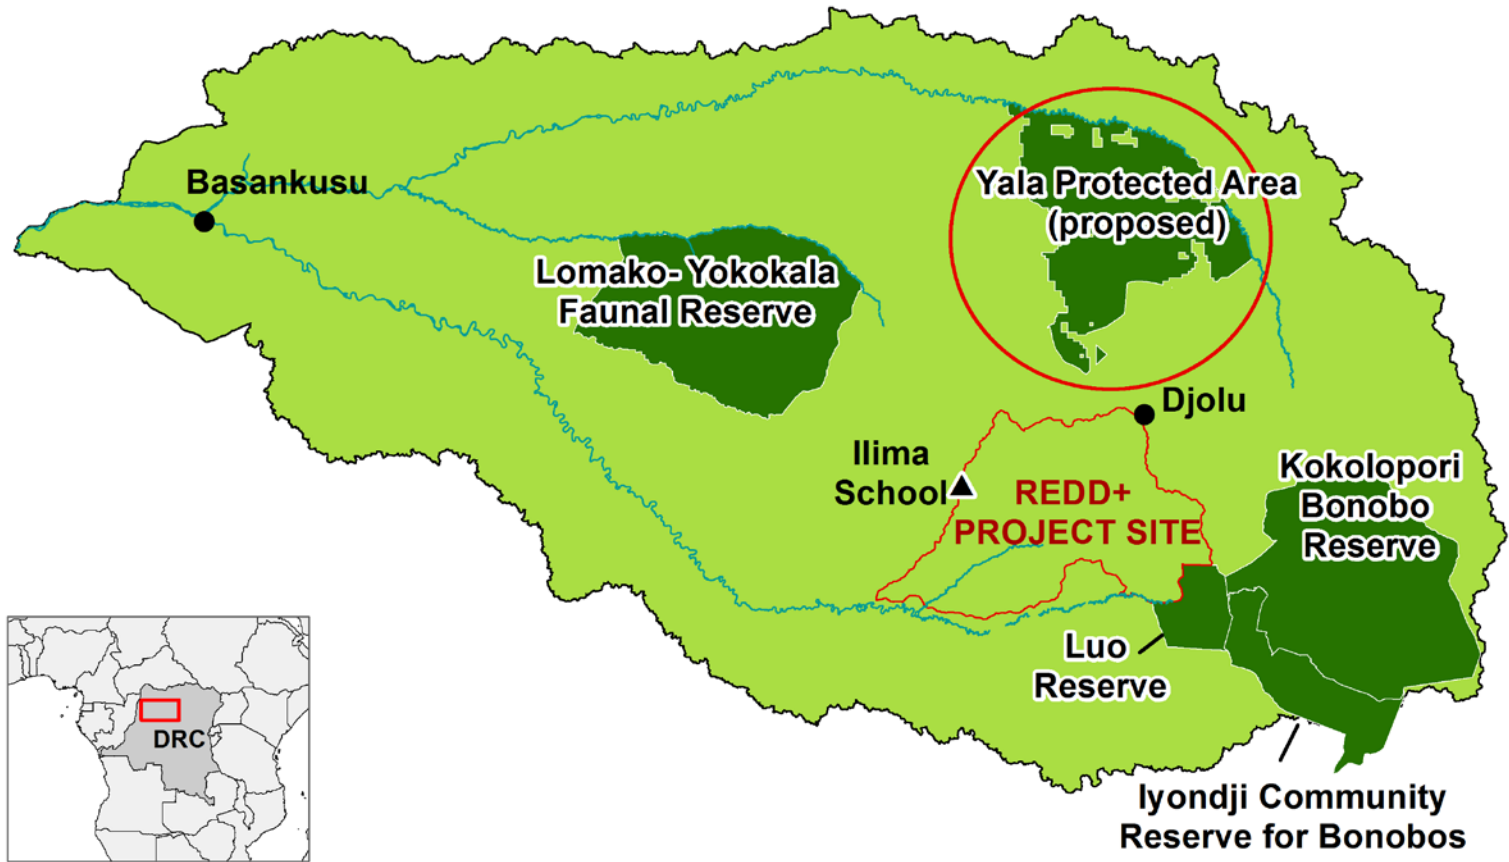 Basankusu
Yala Protected Area
(proposed)
Lomako- Yokokala
Faunal Reserve
Djolu
Ilima
School
REDD+
PROJECT SITE
Kokolopori
Bonobo
Reserve
Luo
Reserve
DRC
Iyondji Community
Reserve for Bonobos